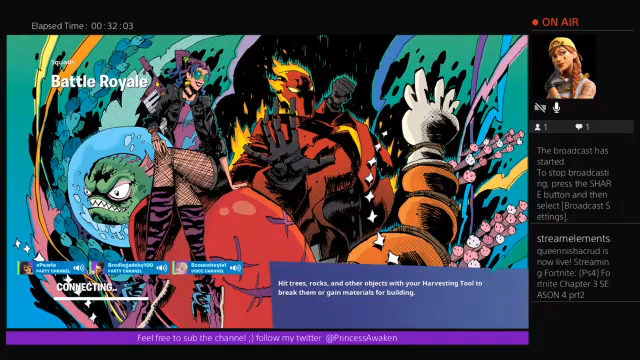 Elapsed Time : 00:32:03
ON AIR
Squads
Battle Royale
1
1
The broadcast has
started.
To stop broadcasti
ng, press the SHAR
E button and then
select [Broadcast S
ettings].
streamelements
queennishacrud is
now live! Streamin
g Fortnite: (Ps4) Fo
rtnite Chapter 3 SE
ASON 4 prt2
PARTY CHANNEL
Brodiegadsby100
PARTY CHANNEL
VOICE CHANNEL
CONNECTING..
Hit trees, rocks, and other objects with your Harvesting Tool to
break them or gain materials for building.
Feel free to sub the channel ;) follow my twitter @PrincessAwaken